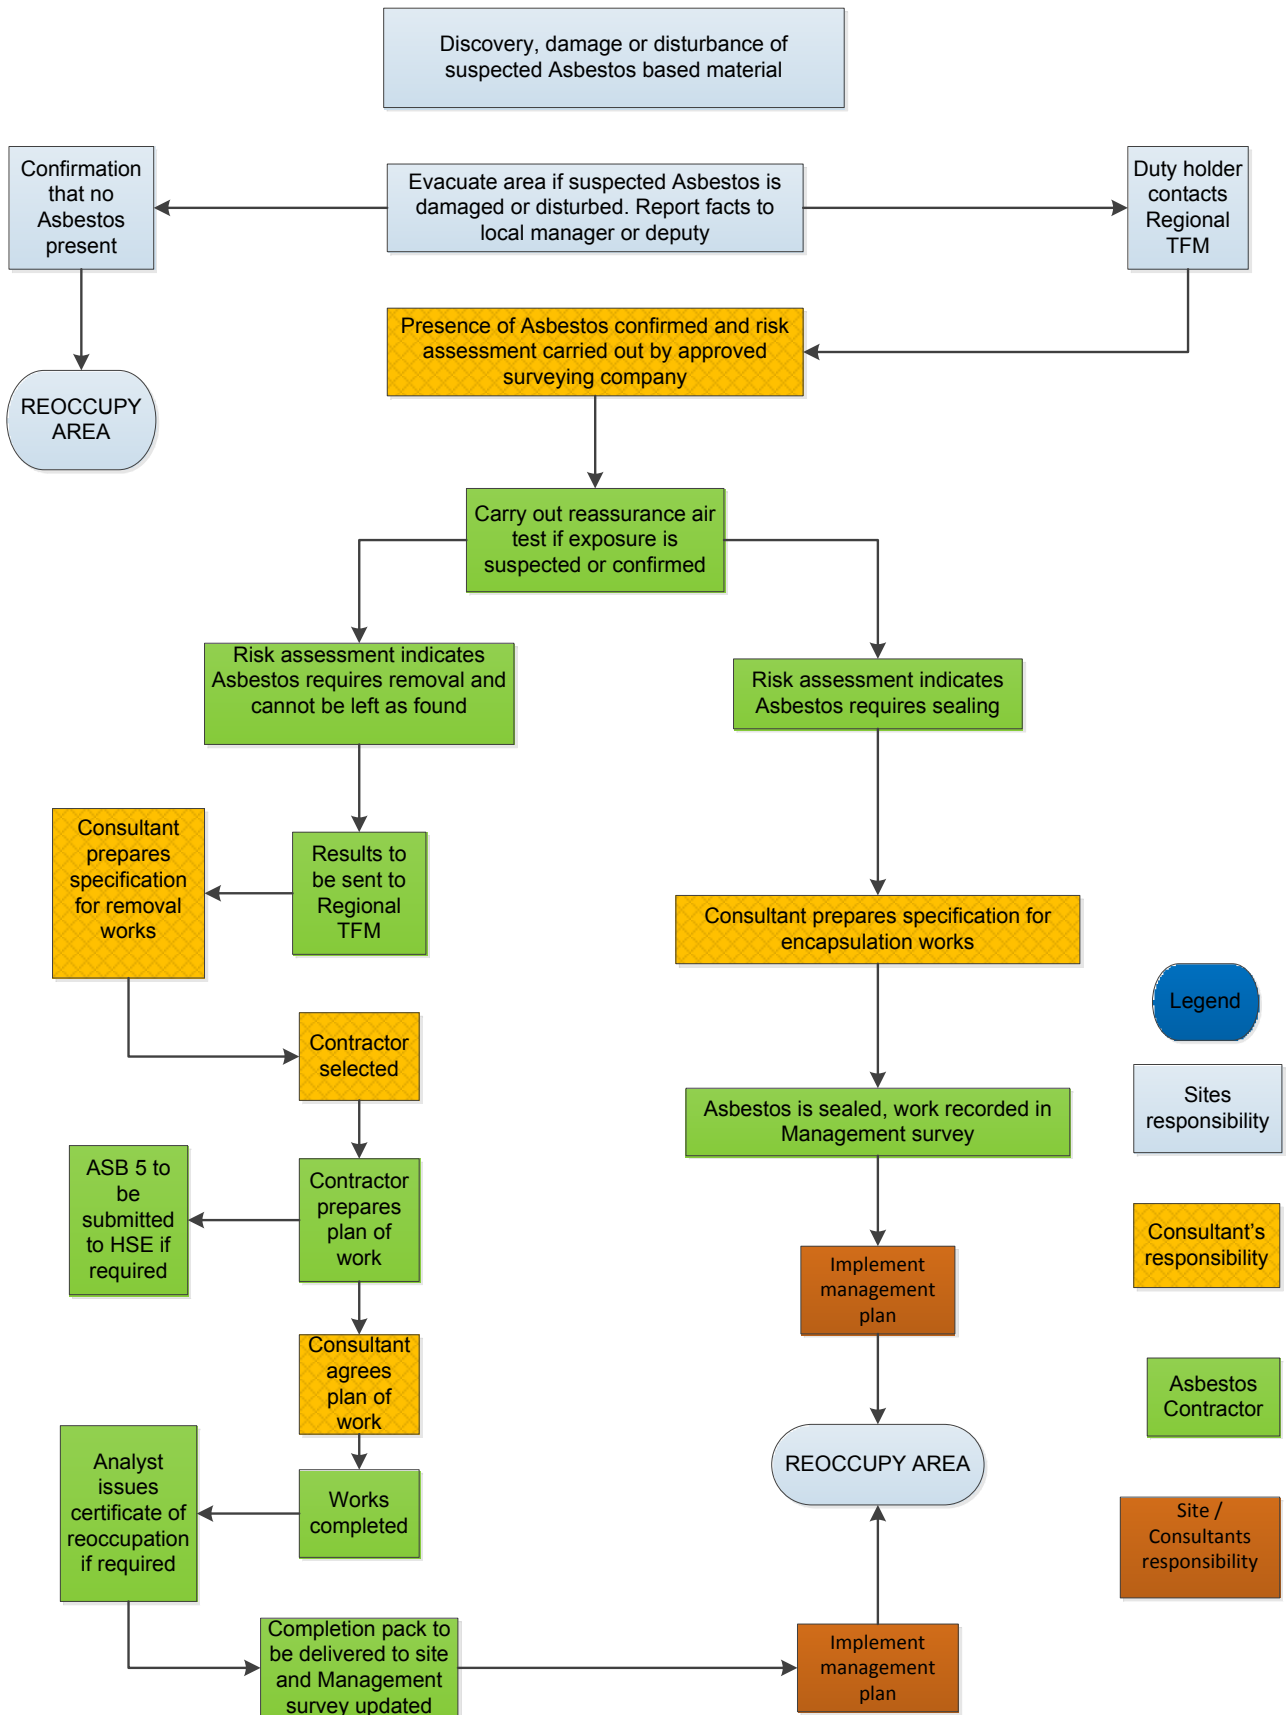 Discovery, damage or disturbance of
suspected Asbestos based material
Confirmation
that no
Asbestos
present
Evacuate area if suspected Asbestos is
damaged or disturbed. Report facts to
local manager or deputy
Duty holder
contacts
Regional
TFM
Presence of Asbestos confirmed and risk
assessment carried out by approved
surveying company
REOCCUPY
AREA
Carry out reassurance air
test if exposure is
suspected or confirmed
Risk assessment indicates
Asbestos requires removal and
cannot be left as found
Risk assessment indicates
Asbestos requires sealing
Consultant
prepares
specification
for removal
works
Results to
be sent to
Regional
TFM
Consultant prepares specification for
encapsulation works
Legend
Contractor
selected
Sites
responsibility
Asbestos is sealed, work recorded in
Management survey
ASB 5 to
be
submitted
to HSE if
required
Contractor
prepares
plan of
work
Consultant's
responsibility
Implement
management
plan
Consultant
agrees
plan of
work
Asbestos
Contractor
Analyst
issues
certificate of
reoccupation
if required
Works
completed
REOCCUPY AREA
Site /
Consultants
responsibility
Completion pack to
be delivered to site
and Management
survey updated
Implement
management
plan